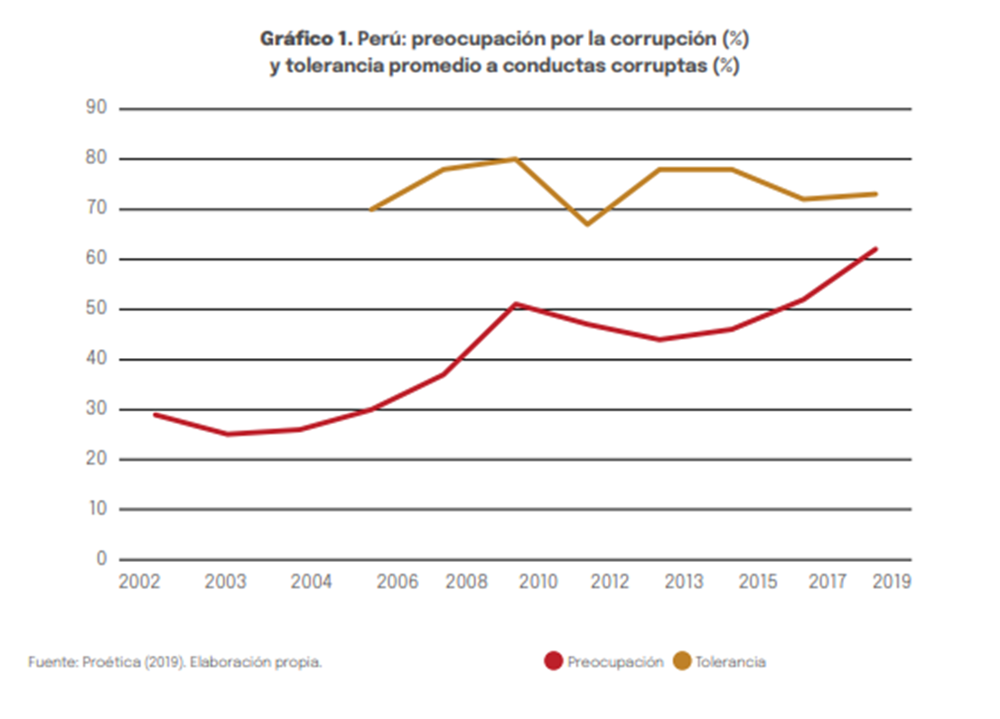 Gráfico 1. Perú: preocupación por la corrupción (%)
y tolerancia promedio a conductas corruptas (%)
90
80
70
60
50
40
30
20
10
0
2002 2003 2004 2006 2008 2010 2012 2013 2015 2017 2019
Fuente: Proética (2019). Elaboración propia.
Preocupación Tolerancia